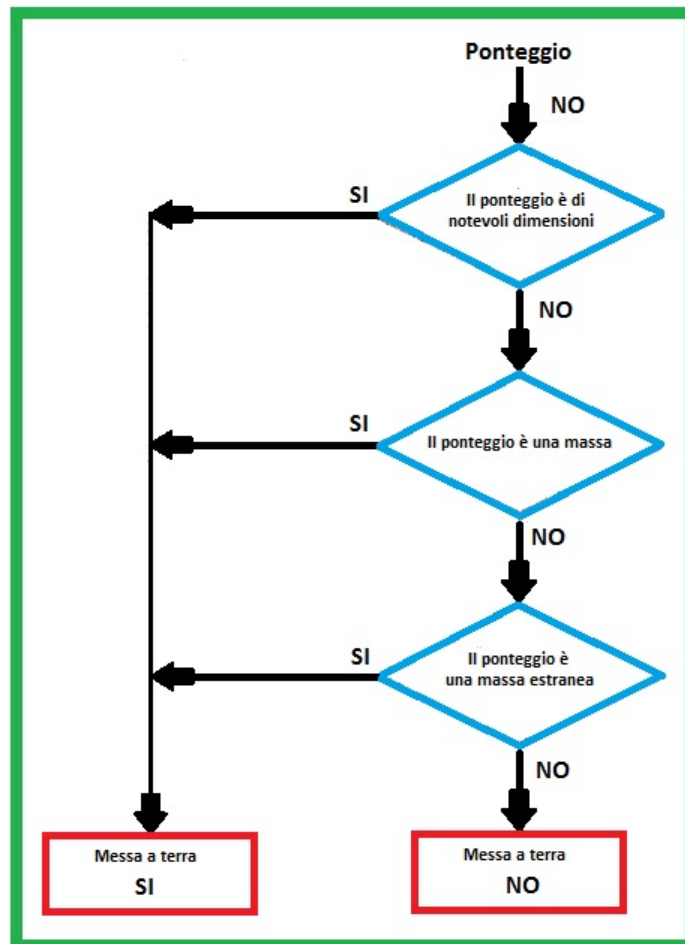 Ponteggio
NO
SI
Il ponteggio è di
notevoli dimensioni
NO
SI
Il ponteggio è una massa
NO
SI
Il ponteggio è
una massa estranea
NO
Messa a terra
SI
Messa a terra
NO